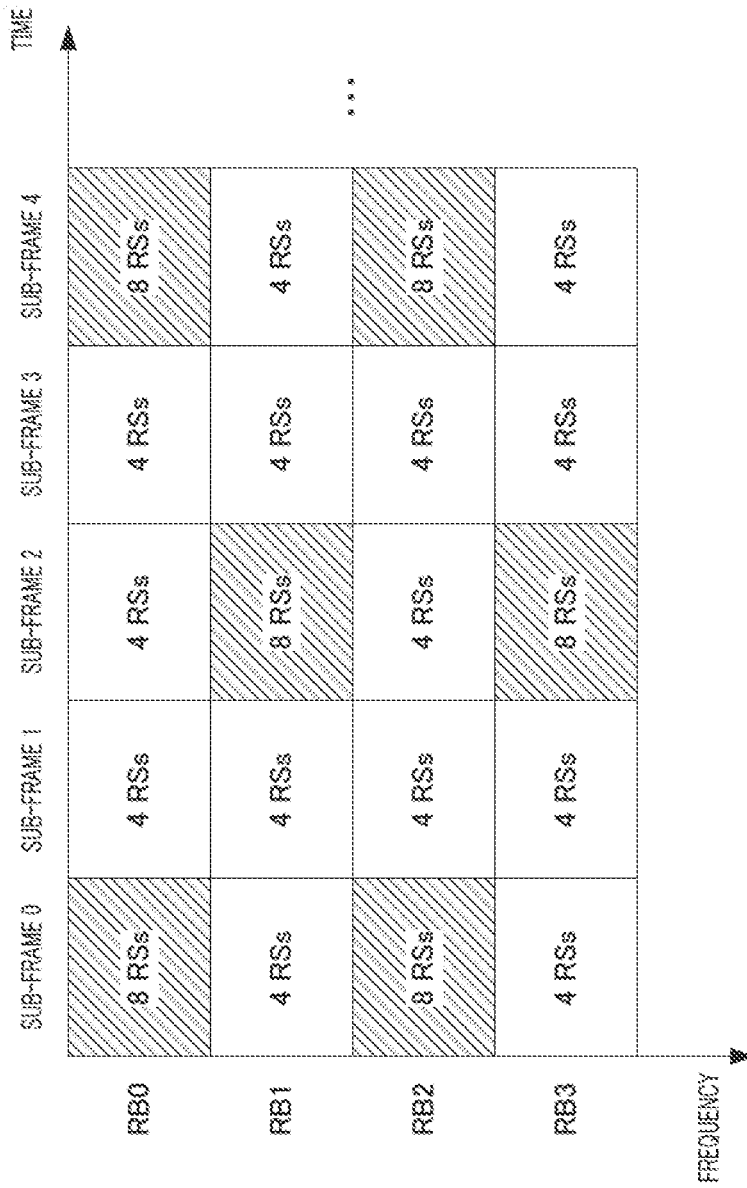 SUB-FRAME 0 SUB-FRAME 1 SUB-FRAME 2 SUB-FRAME 3 SUB-FRAME 4 TIME
RB0 8 RSs 4 RSs 4 RSs 4 RSs 8 RSs
RB1 4 RSs 4 RSs 8 RSs 4 RSs 4 RSs
...
RB2 8 RSs 4 RSs 4 RSs 4 RSs 8 RSs
RB3 4 RSs 4 RSs 8 RSs 4 RSs 4 RSs
FREQUENCY